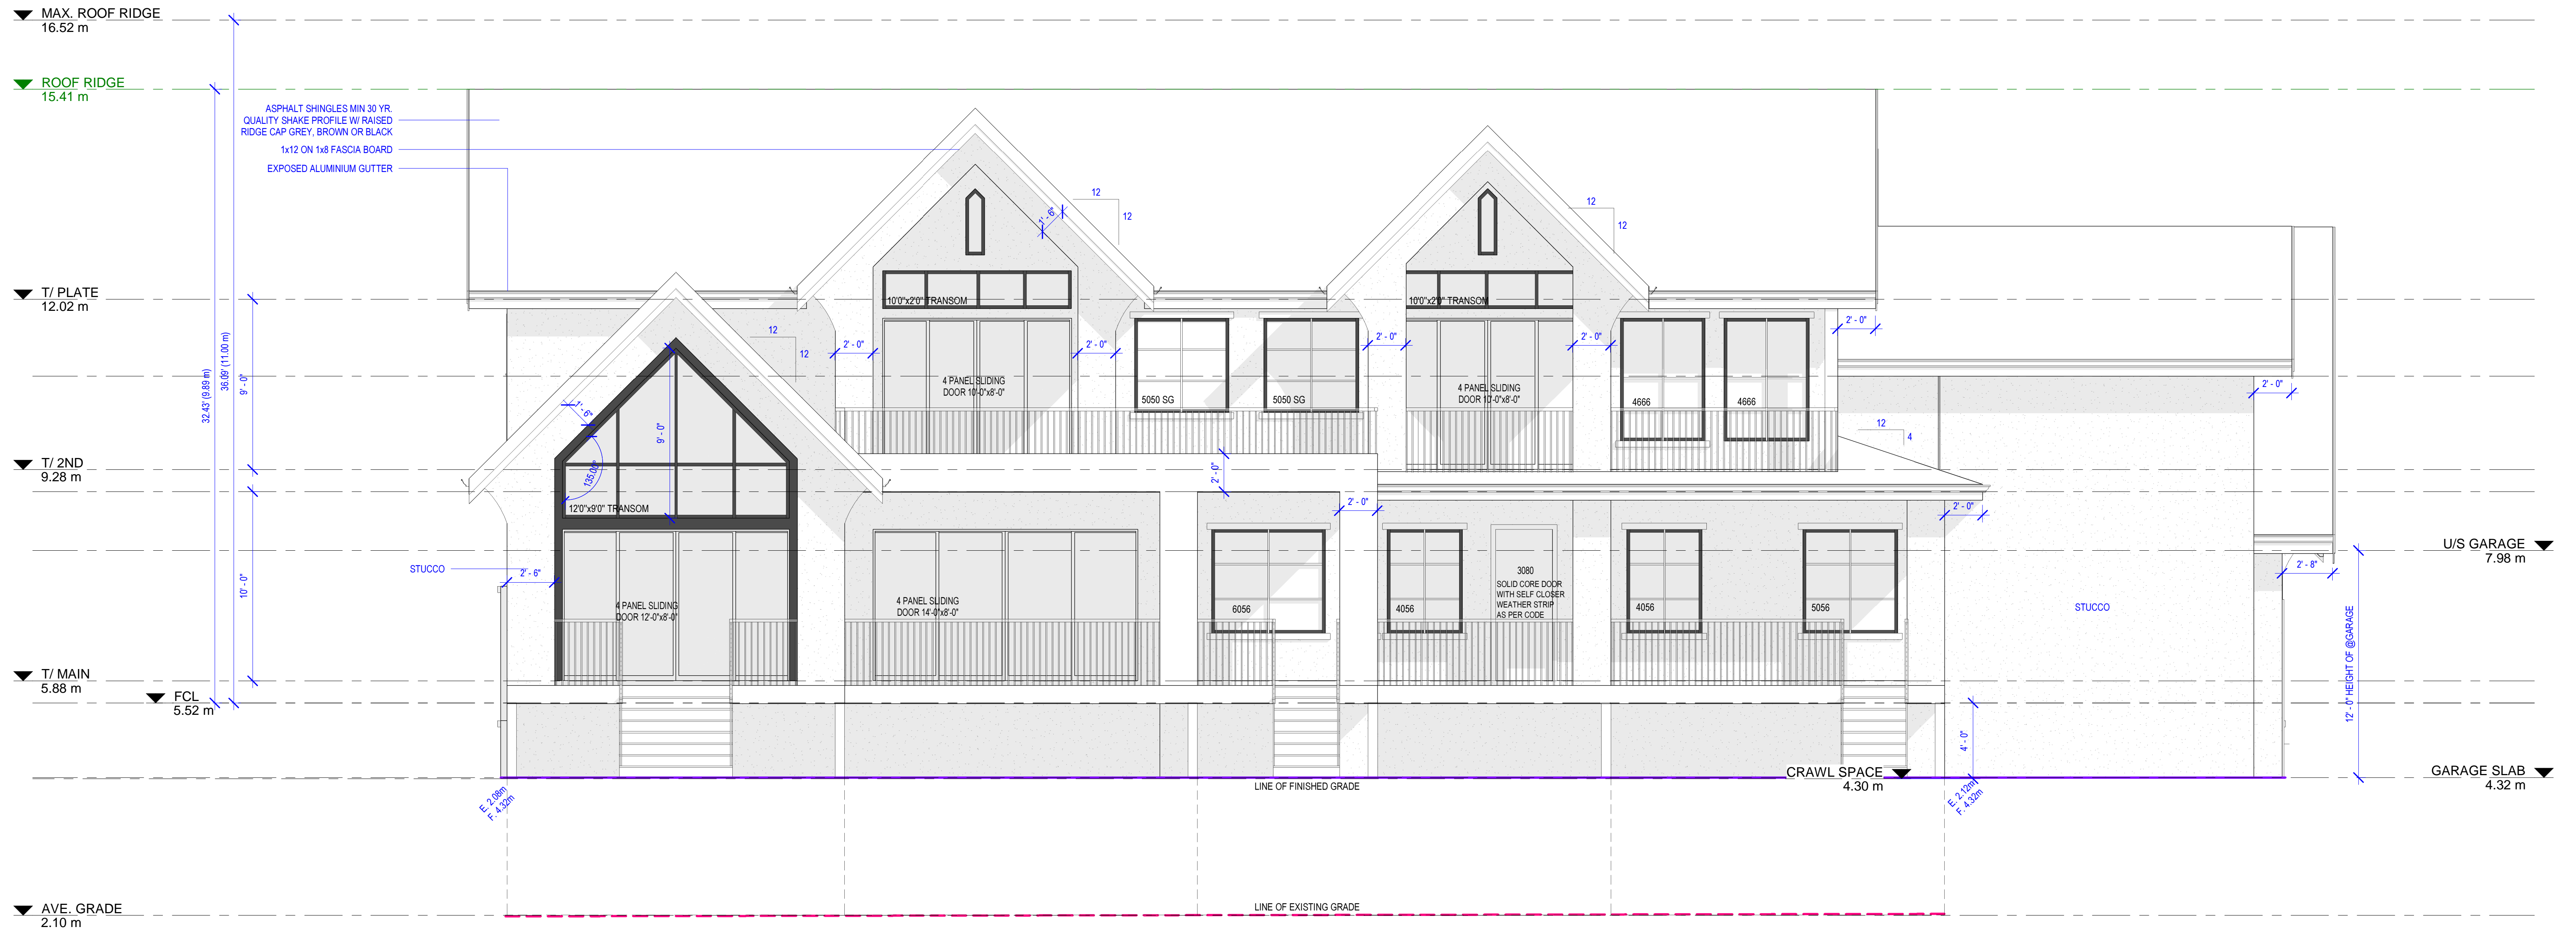 MAX. ROOF RIDGE
16.52 m
ROOF RIDGE
15.41 m
ASPHALT SHINGLES MIN 30 YR.
QUALITY SHAKE PROFILE W/ RAISED
RIDGE CAP GREY, BROWN OR BLACK
1x12 ON 1x8 FASCIA BOARD
EXPOSED ALUMINIUM GUTTER
12
12
1' - 6"
12
12
T/ PLATE
12.02 m
10'0"x2'0" TRANSOM
10'0"x2'0" TRANSOM
32.43' (9.89 m)
36.09' (11.00 m)
9' - 0"
12
12
2' - 0"
2' - 0"
2' - 0"
2' - 0"
2' - 0"
4 PANEL SLIDING
DOOR 10'-0"x8'-0"
5050 SG
5050 SG
4 PANEL SLIDING
DOOR 10'-0"x8'-0"
4666
4666
2' - 0"
1' - 6"
9' - 0"
135.00°
12
4
T/ 2ND
9.28 m
2' - 0"
12'0"x9'0" TRANSOM
2' - 0"
2' - 0"
U/S GARAGE
7.98 m
STUCCO
2' - 6"
10' - 0"
2' - 8"
4 PANEL SLIDING
DOOR 12'-0"x8'-0"
4 PANEL SLIDING
DOOR 14'-0"x8'-0"
6056
4056
3080
SOLID CORE DOOR
WITH SELF CLOSER
WEATHER STRIP
AS PER CODE
4056
5056
STUCCO
12' - 0" HEIGHT OF @GARAGE
T/ MAIN
5.88 m
FCL
5.52 m
4' - 0"
CRAWL SPACE
4.30 m
GARAGE SLAB
4.32 m
LINE OF FINISHED GRADE
E. 2.08m
F. 4.32m
E. 2.12m
F. 4.32m
AVE. GRADE
2.10 m
LINE OF EXISTING GRADE